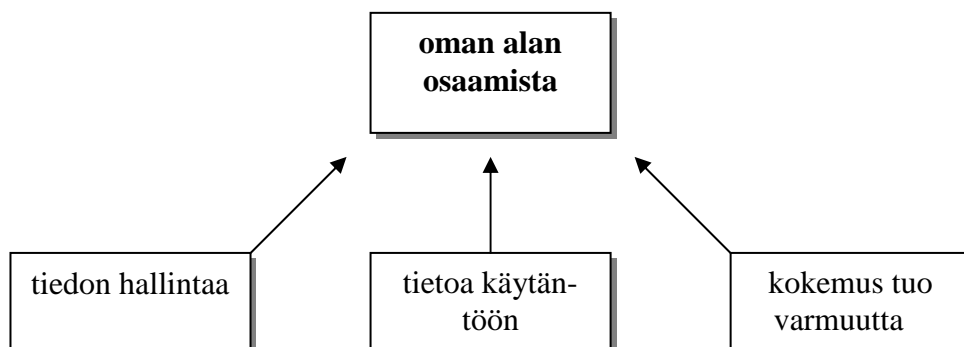 oman alan
osaamista
tiedon hallintaa
tietoa käytän-
töön
kokemus tuo
varmuutta